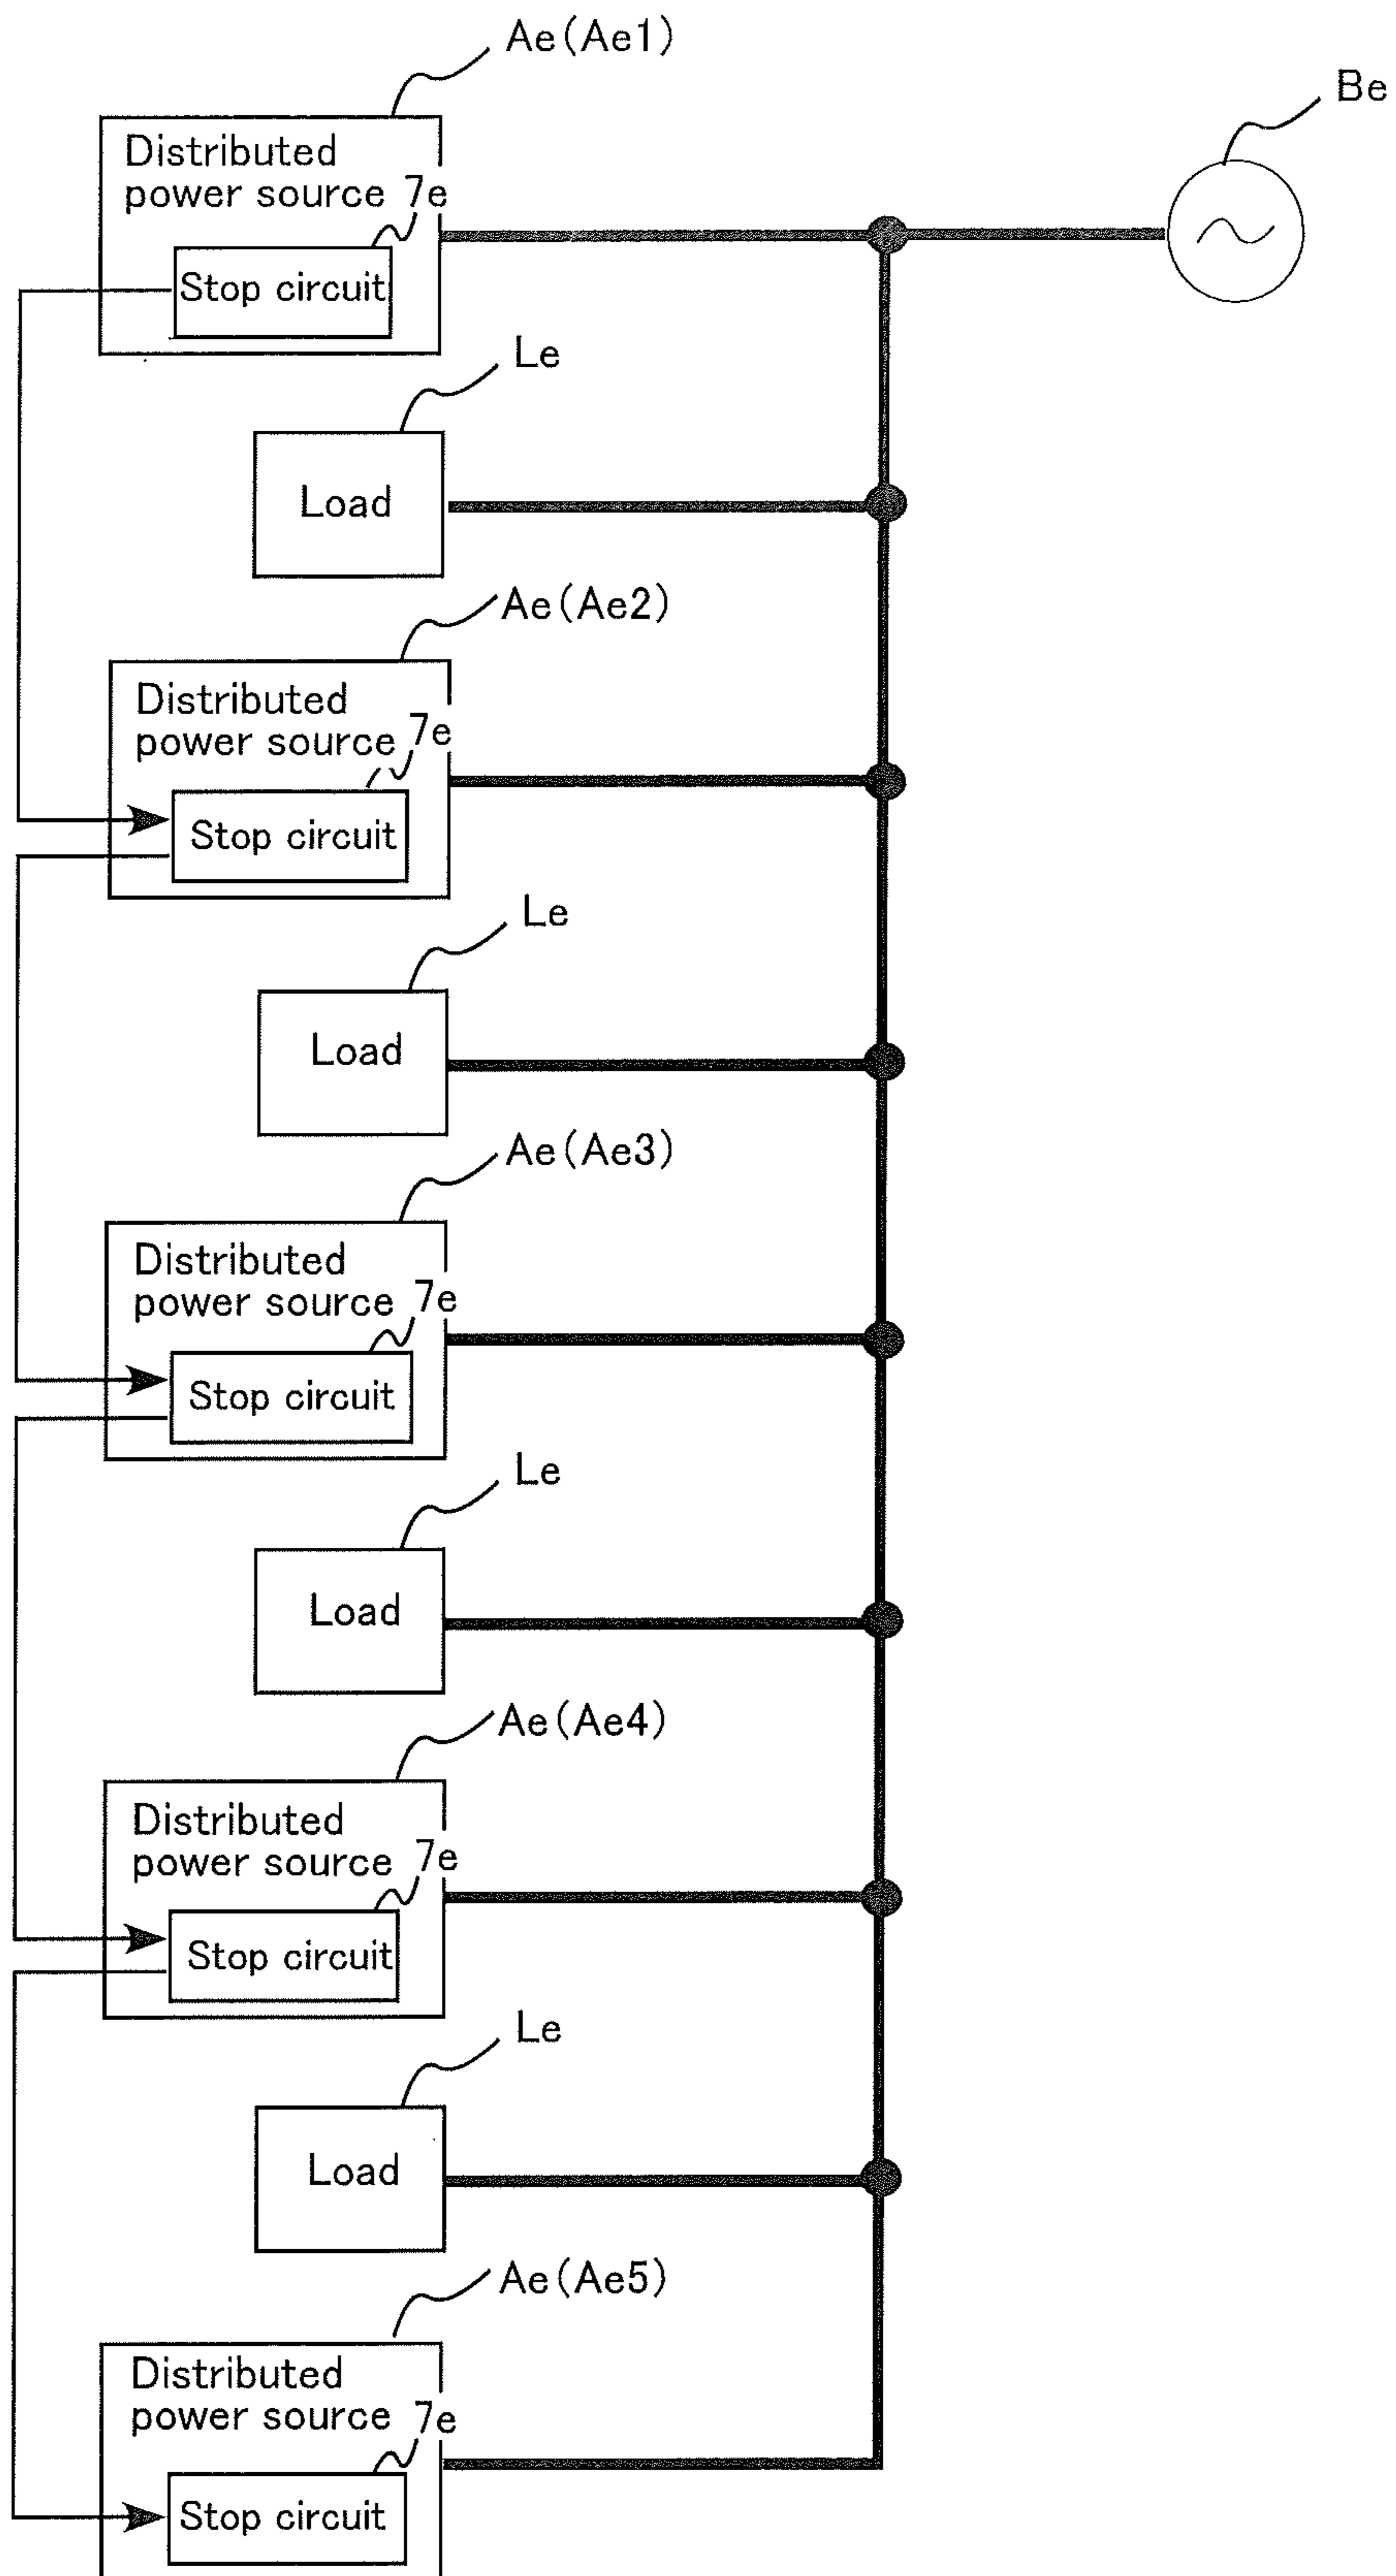 Ae(Ae1)
Be
Distributed
power source 7e
Stop circuit
Le
Load
Ae(Ae2)
Distributed
power source 7e
Stop circuit
Le
Load
Ae(Ae3)
Distributed
power source 7e
Stop circuit
Le
Load
Ae(Ae4)
Distributed
power source 7e
Stop circuit
Le
Load
Ae(Ae5)
Distributed
power source 7e
Stop circuit